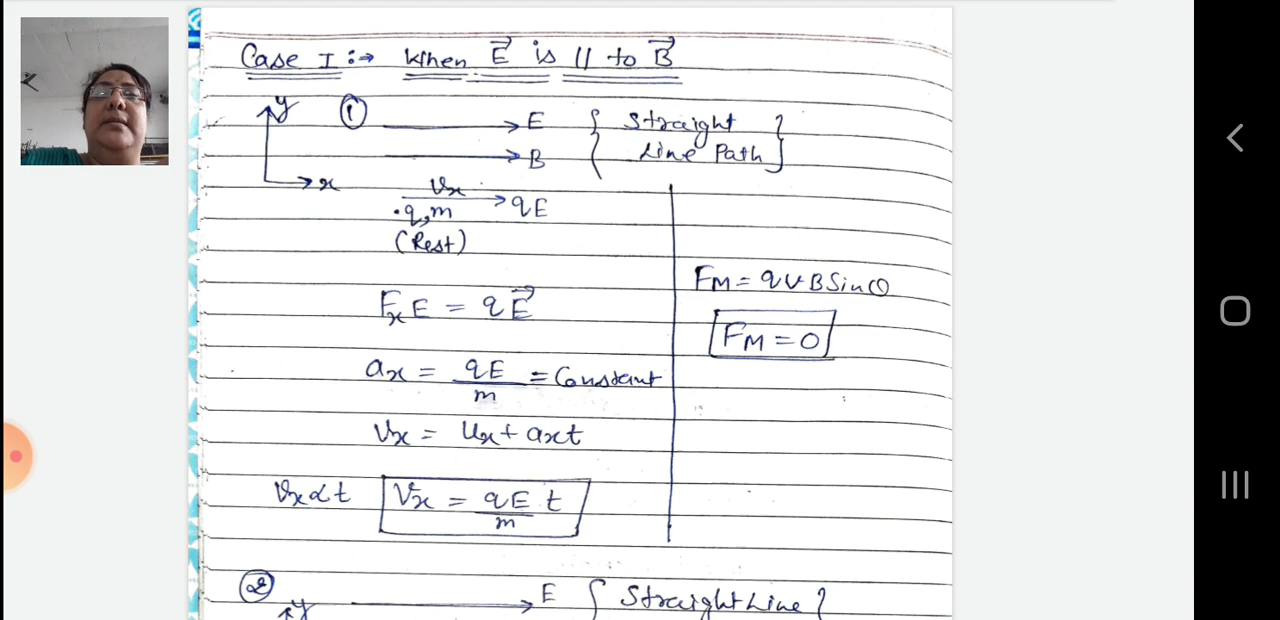 Case I :→ When E⃗ is || to B⃗
y ① → E { Straight
→ B Line Path }
x
Vx
.q,m → qE
(Rest)
FM = qVBSinθ
FxE = qE⃗
FM = 0
ax = qE/m = Constant
Vx = Ux + axt
Vx ∝ t Vx = qE/m t
② E { Straight Line }
y